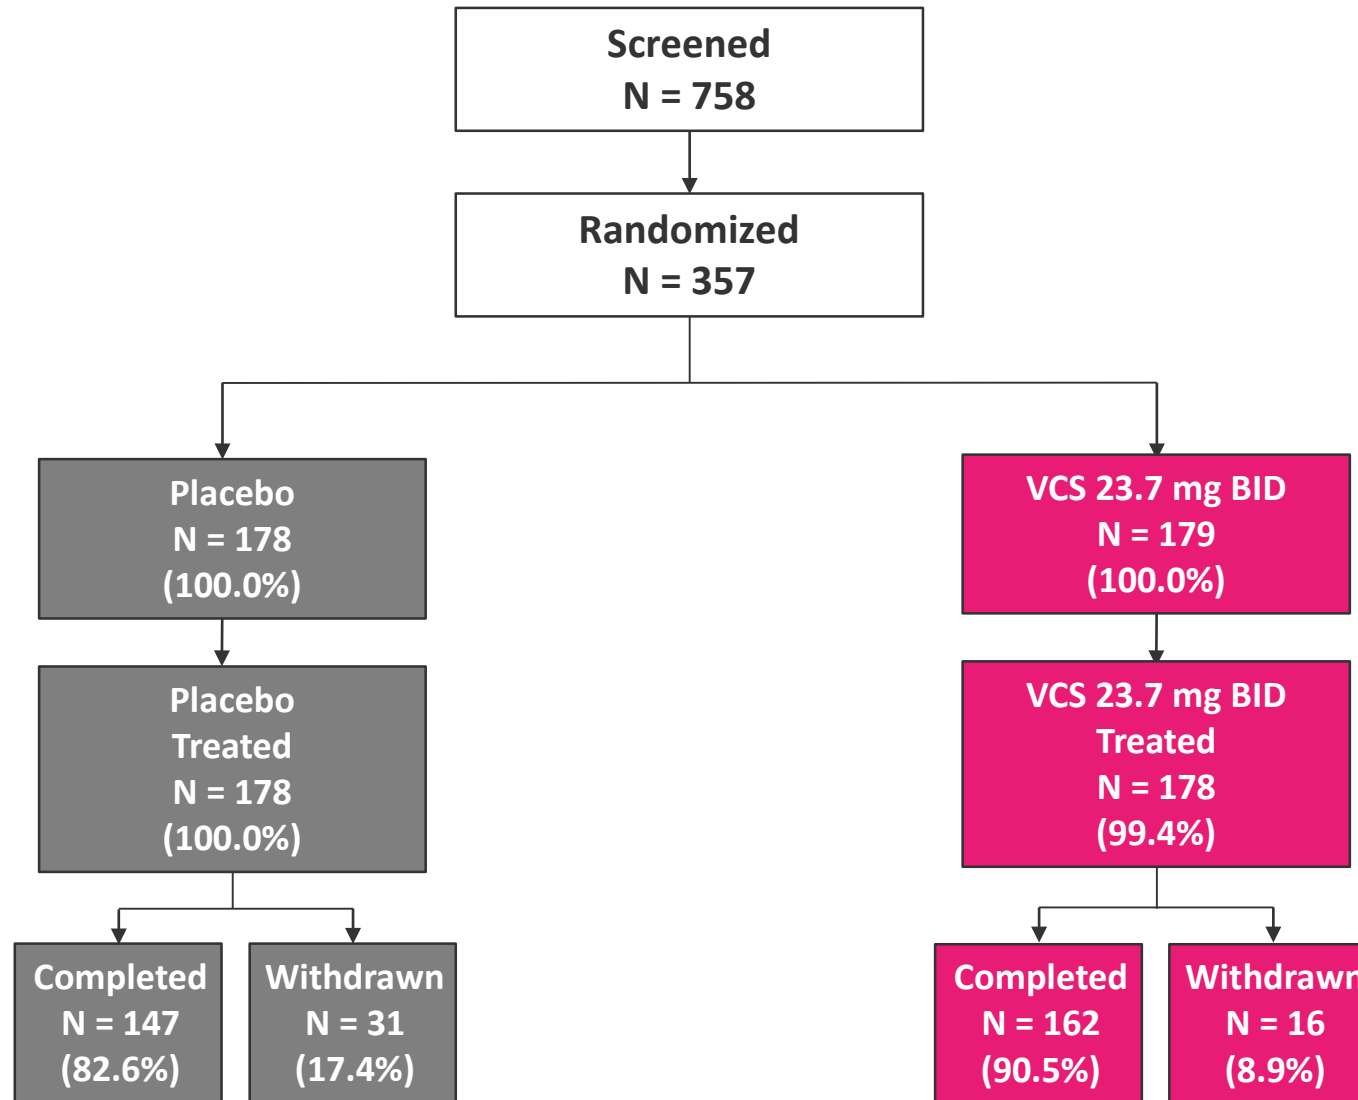 Screened
N = 758
Randomized
N = 357
Placebo
N = 178
(100.0%)
VCS 23.7 mg BID
N = 179
(100.0%)
Placebo
Treated
N = 178
(100.0%)
VCS 23.7 mg BID
Treated
N = 178
(99.4%)
Completed
N = 147
(82.6%)
Withdrawn
N = 31
(17.4%)
Completed
N = 162
(90.5%)
Withdrawn
N = 16
(8.9%)